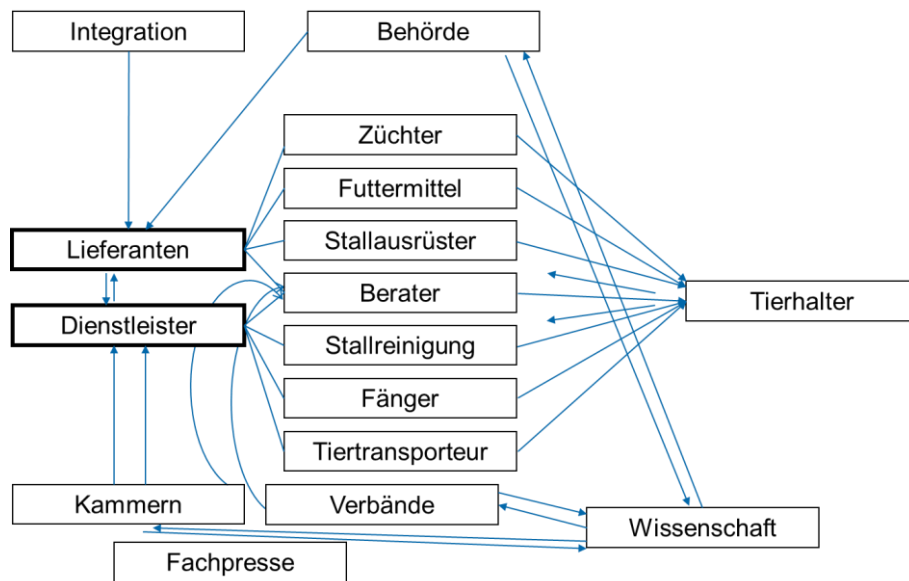 Integration
Behörde
Züchter
Futtermittel
Lieferanten
Stallausrüster
Berater
Tierhalter
Dienstleister
Stallreinigung
Fänger
Tiertransporteur
Kammern
Verbände
Wissenschaft
Fachpresse